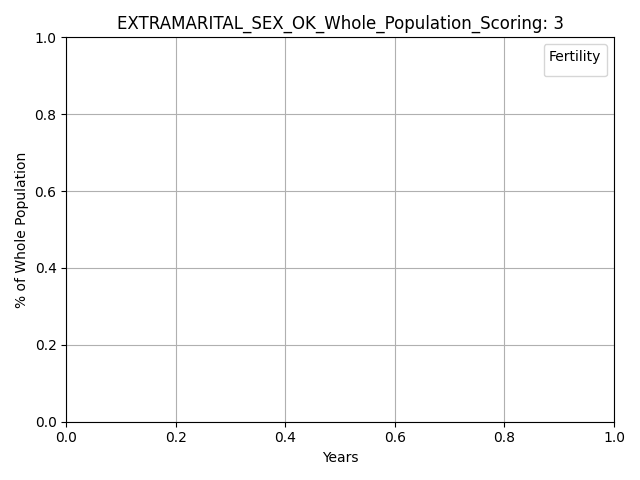 EXTRAMARITAL_SEX_OK_Whole_Population_Scoring: 3
Fertility
1.0
0.8
0.6
0.4
0.2
0.0
% of Whole Population
0.0 0.2 0.4 0.6 0.8 1.0
Years